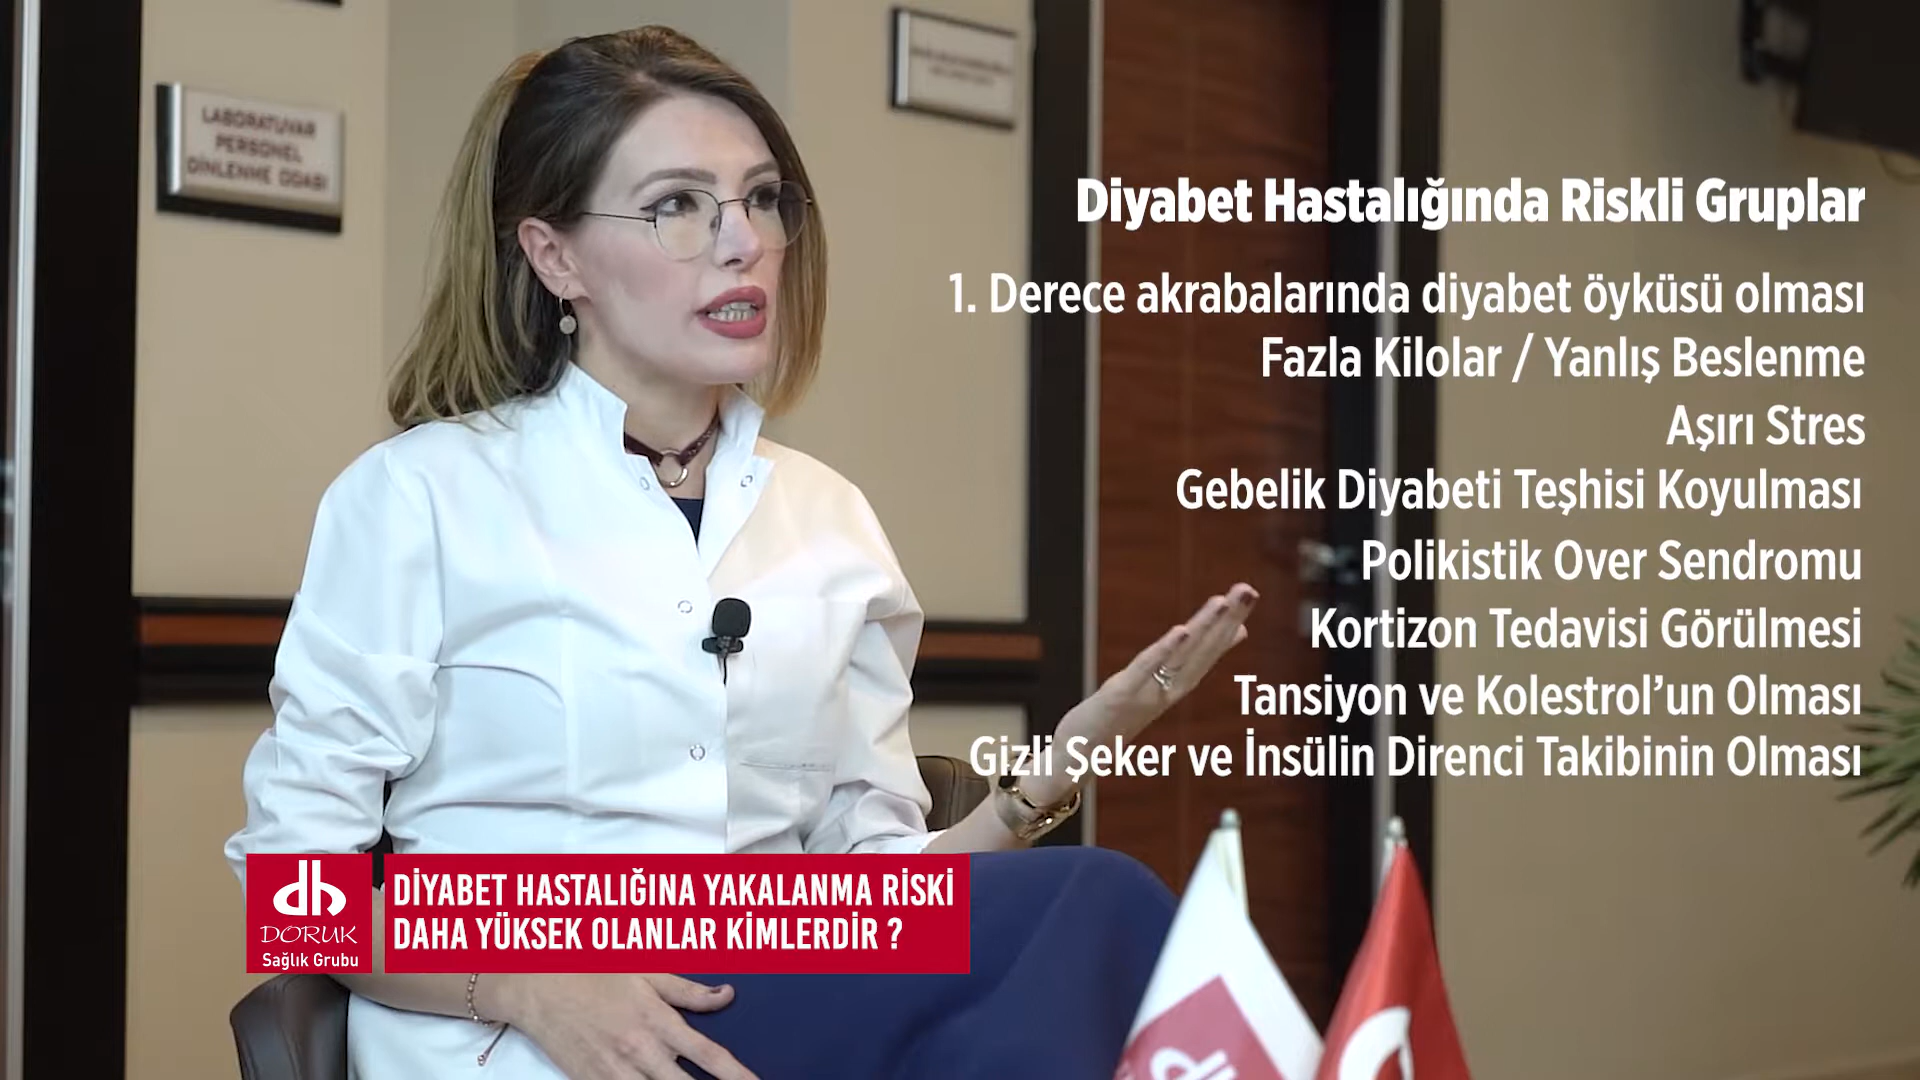 LABORATUVAR
PERSONEL
DİNLENME ODASI
Diyabet Hastalığında Riskli Gruplar
1. Derece akrabalarında diyabet öyküsü olması
Fazla Kilolar / Yanlış Beslenme
Aşırı Stres
Gebelik Diyabeti Teşhisi Koyulması
Polikistik Over Sendromu
Kortizon Tedavisi Görülmesi
Tansiyon ve Kolestrol’un Olması
Gizli Şeker ve İnsülin Direnci Takibinin Olması
dh
DORUK
Sağlık Grubu
DİYABET HASTALIĞINA YAKALANMA RİSKİ
DAHA YÜKSEK OLANLAR KİMLERDİR ?
dh